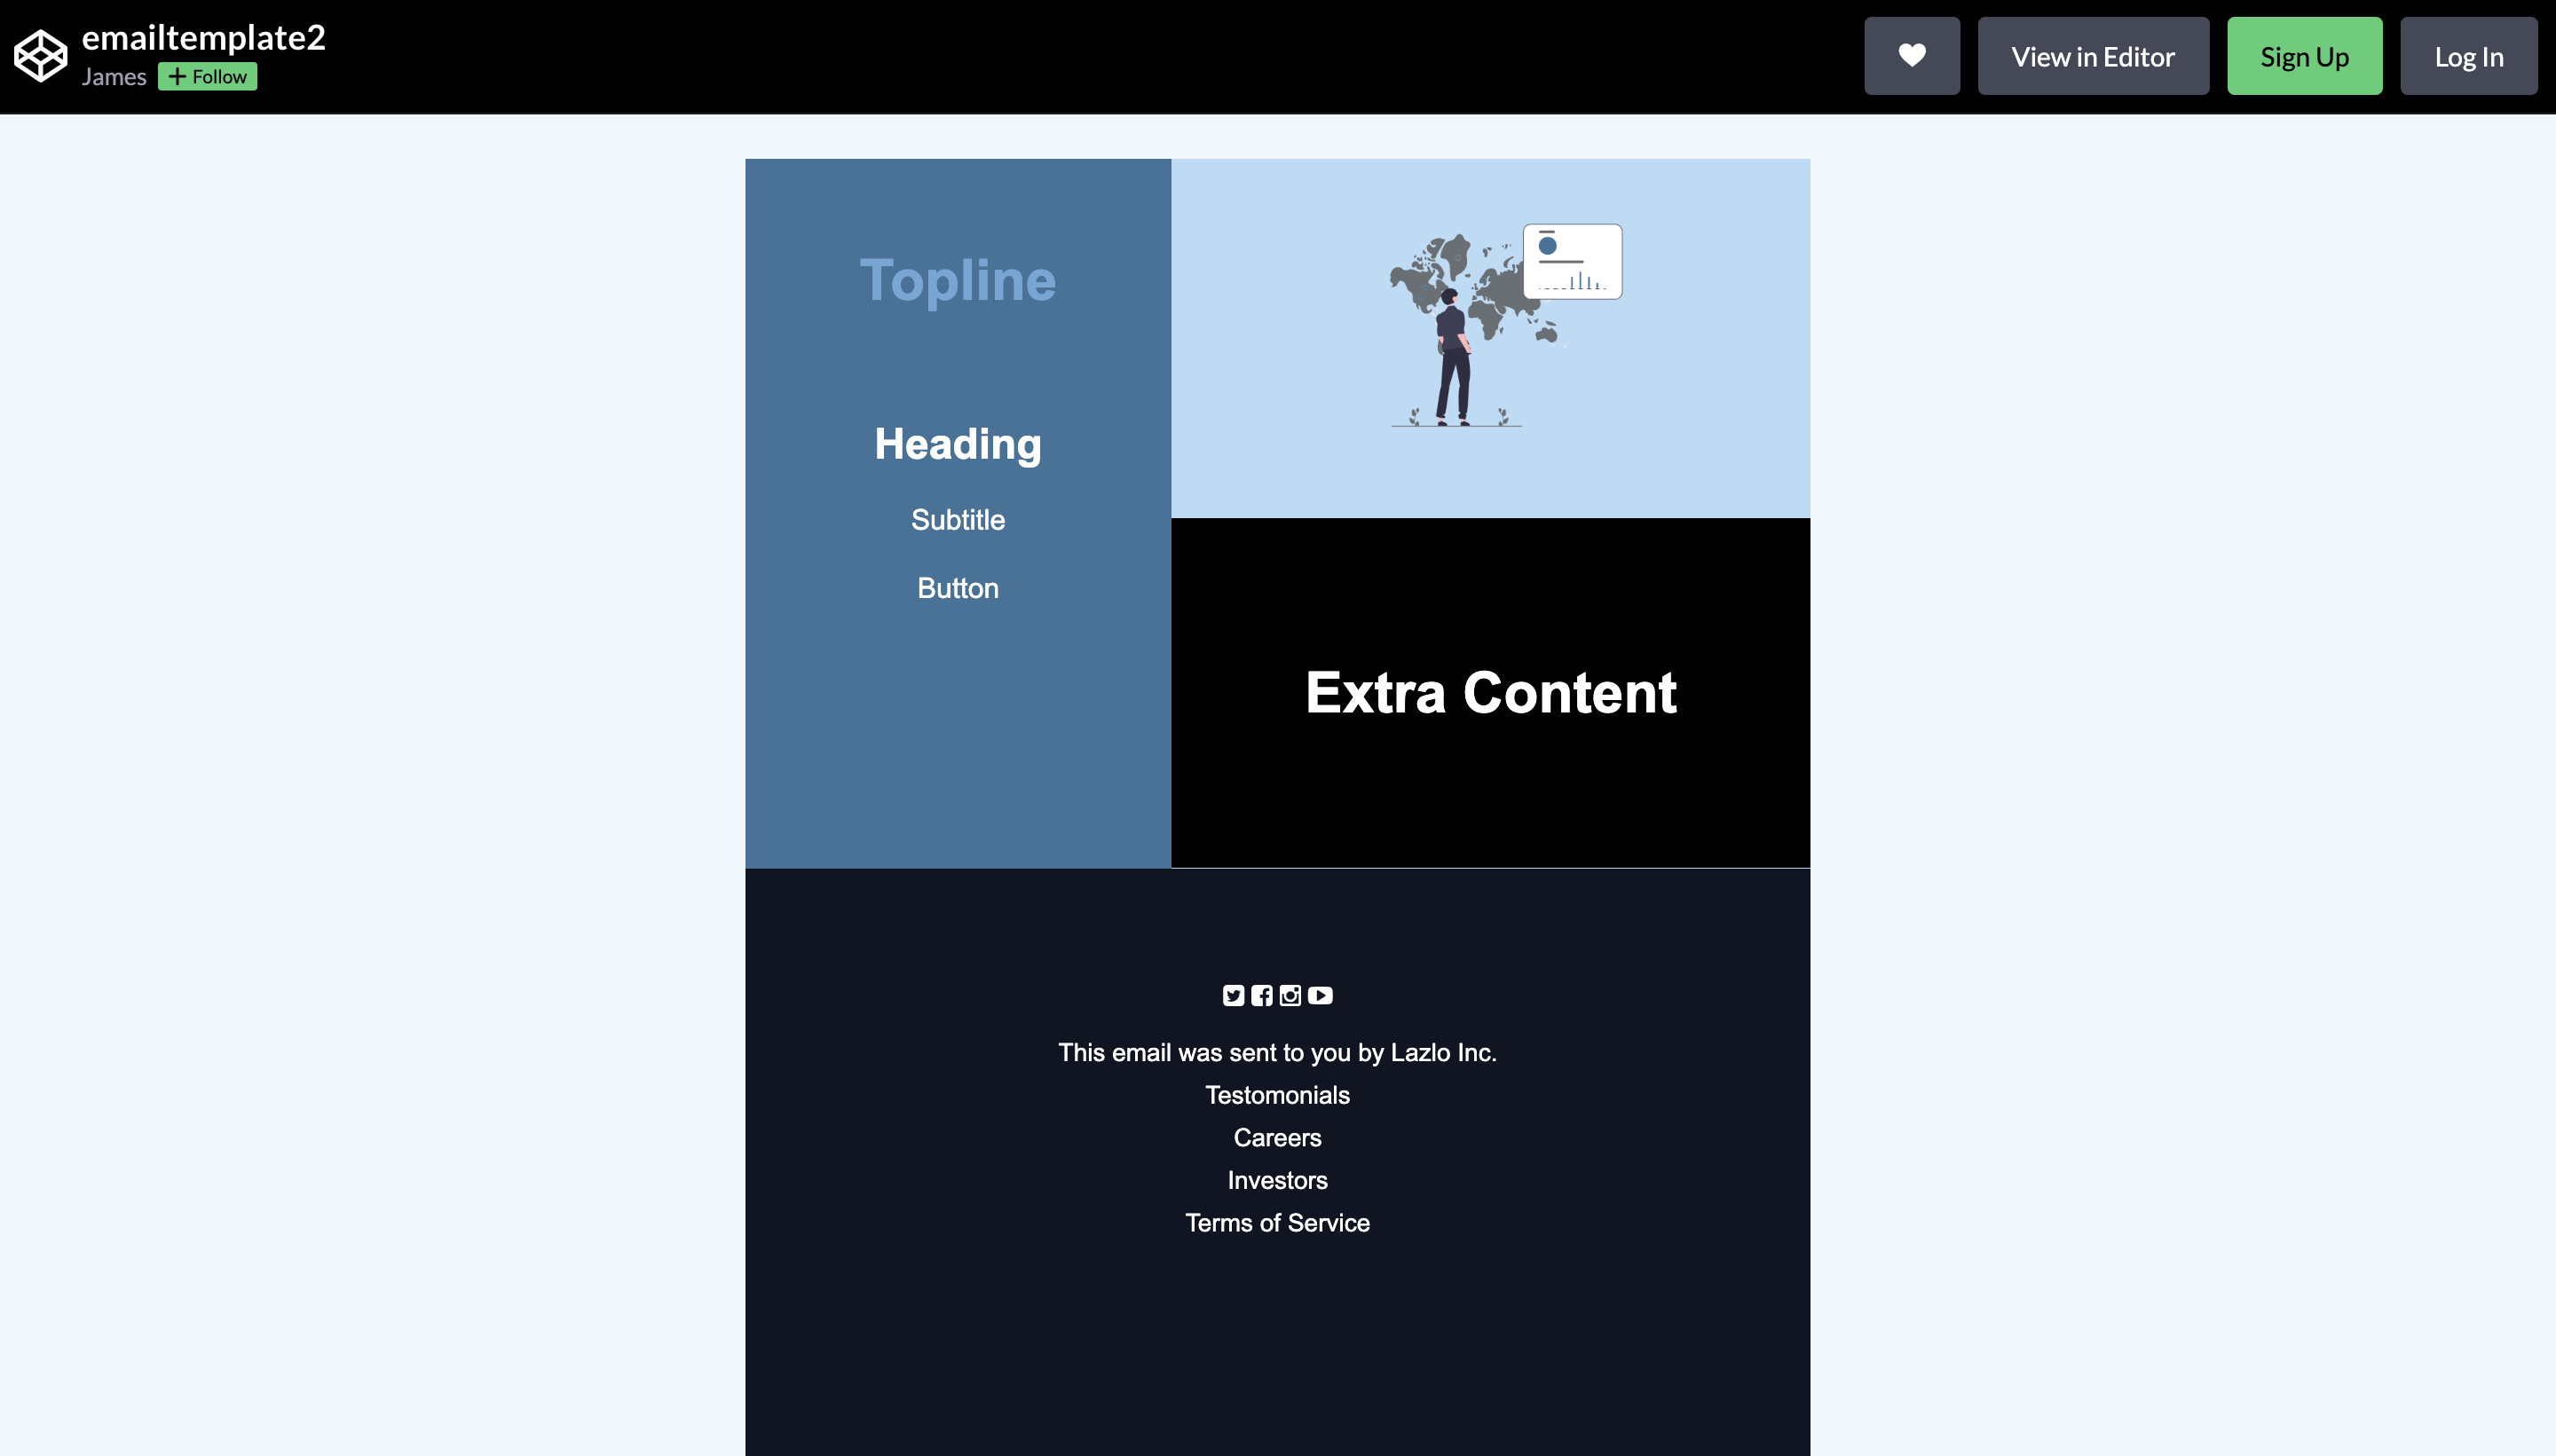 emailtemplate2
James + Follow
View in Editor
Sign Up
Log In
Topline
Heading
Subtitle
Button
Extra Content
This email was sent to you by Lazlo Inc.
Testomonials
Careers
Investors
Terms of Service